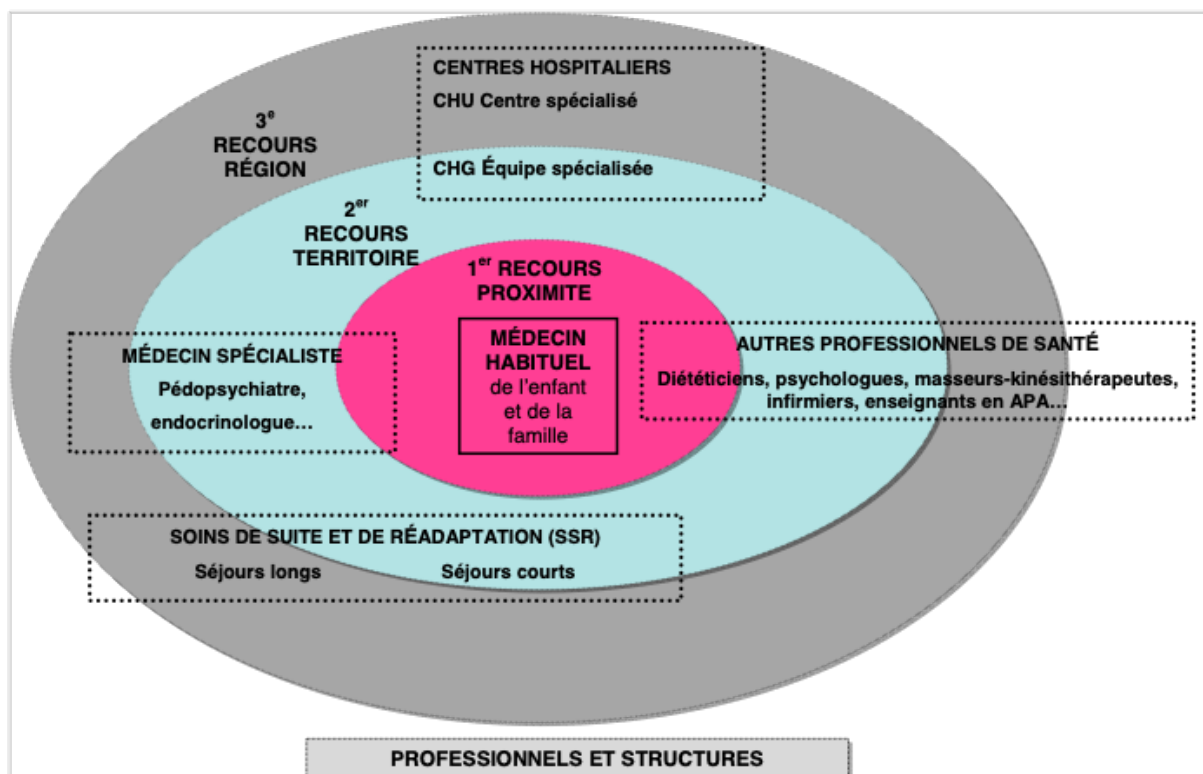 CENTRES HOSPITALIERS
CHU Centre spécialisé
CHG Équipe spécialisée
3e
RECOURS
RÉGION
2er
RECOURS
TERRITOIRE
1er RECOURS
PROXIMITE
MÉDECIN
HABITUEL
de l'enfant
et de la
famille
MÉDECIN SPÉCIALISTE
Pédopsychiatre,
endocrinologue...
AUTRES PROFESSIONNELS DE SANTÉ
Diététiciens, psychologues, masseurs-kinésithérapeutes,
infirmiers, enseignants en APA...
SOINS DE SUITE ET DE RÉADAPTATION (SSR)
Séjours longs Séjours courts
PROFESSIONNELS ET STRUCTURES